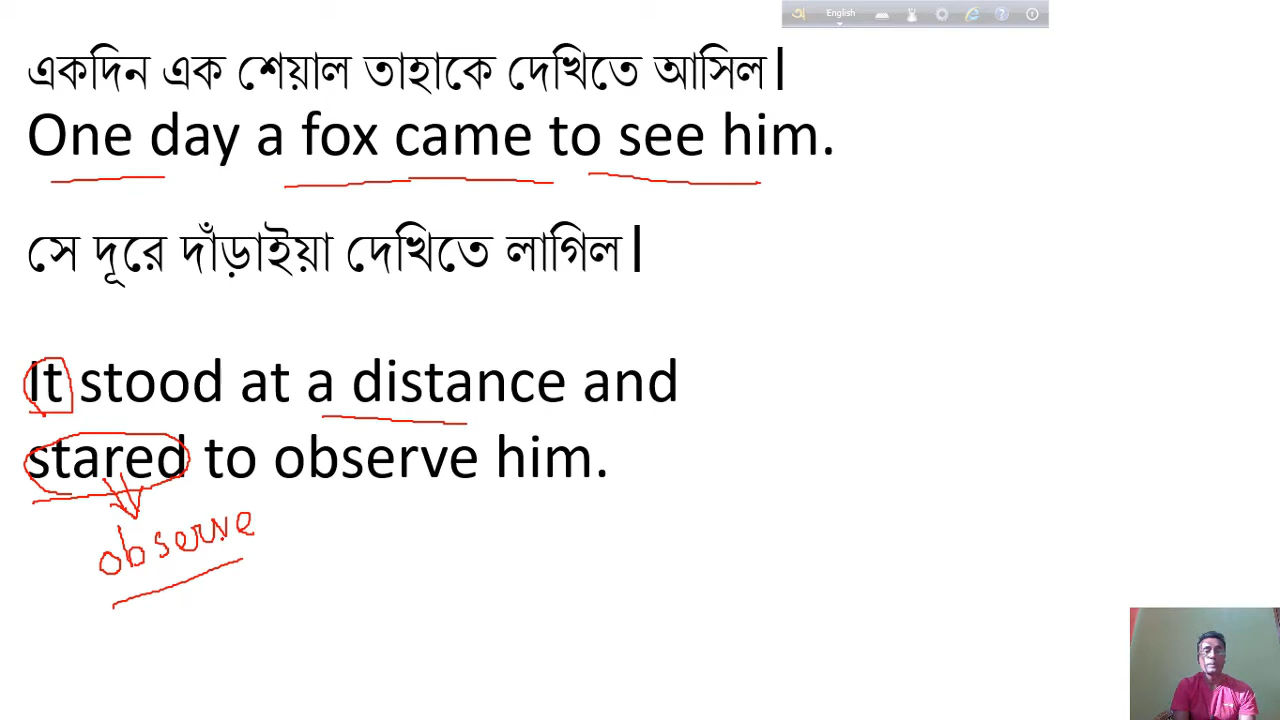 English
একদিন এক শেয়াল তাহাকে দেখিতে আসিল।
One day a fox came to see him.
সে দূরে দাঁড়াইয়া দেখিতে লাগিল।
It stood at a distance and
stared to observe him.
observe